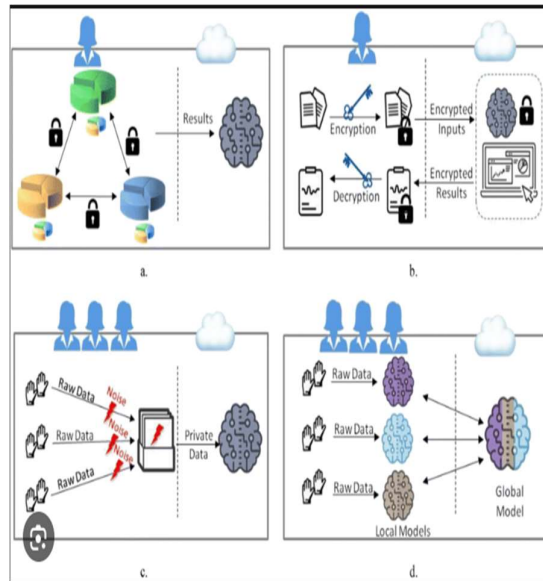 Results
a.
Encryption
Encrypted
Inputs
Decryption
Encrypted
Results
b.
Raw Data
Noise
Raw Data
Noise
Raw Data
Noise
Private
Data
c.
Raw Data
Raw Data
Raw Data
Local Models
Global
Model
d.